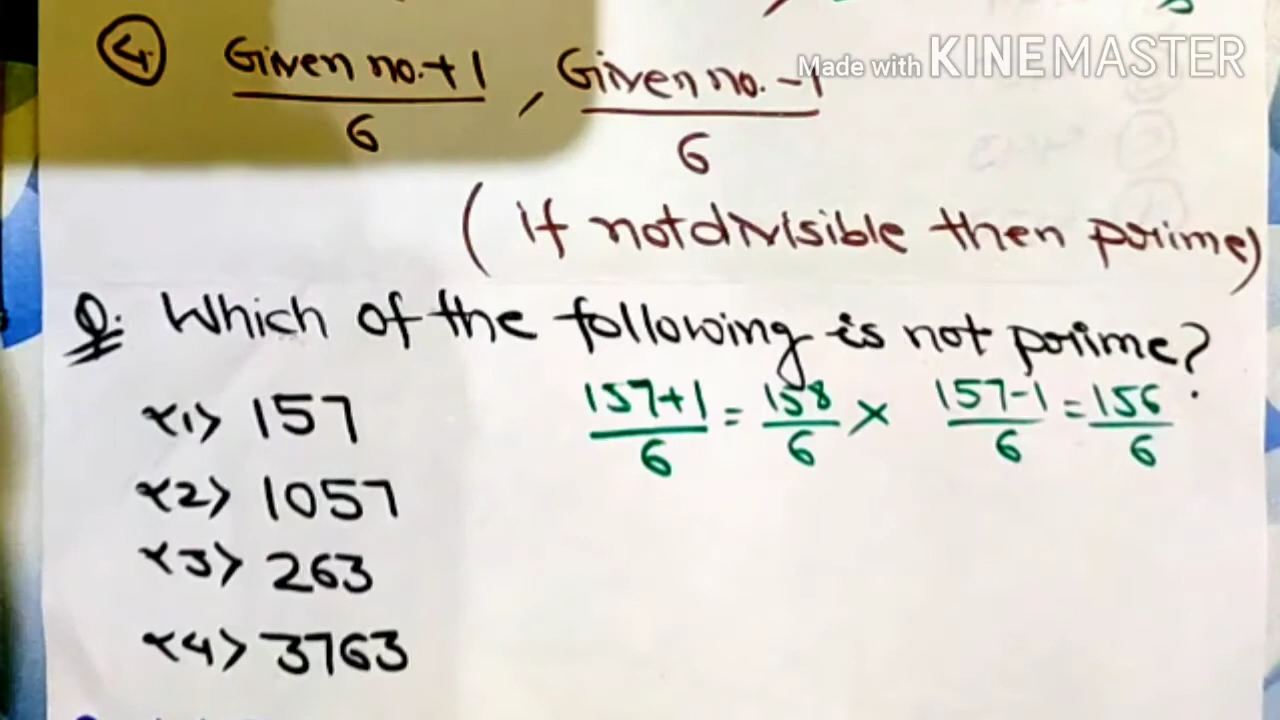 Made with KINEMASTER
4. Given no.+1 / 6 , Given no.-1 / 6
( If notdivisible then prime)
Q. Which of the following is not prime?
<1> 157 157+1/6 = 158/6 × 157-1/6 = 156/6
<2> 1057
<3> 263
<4> 3763